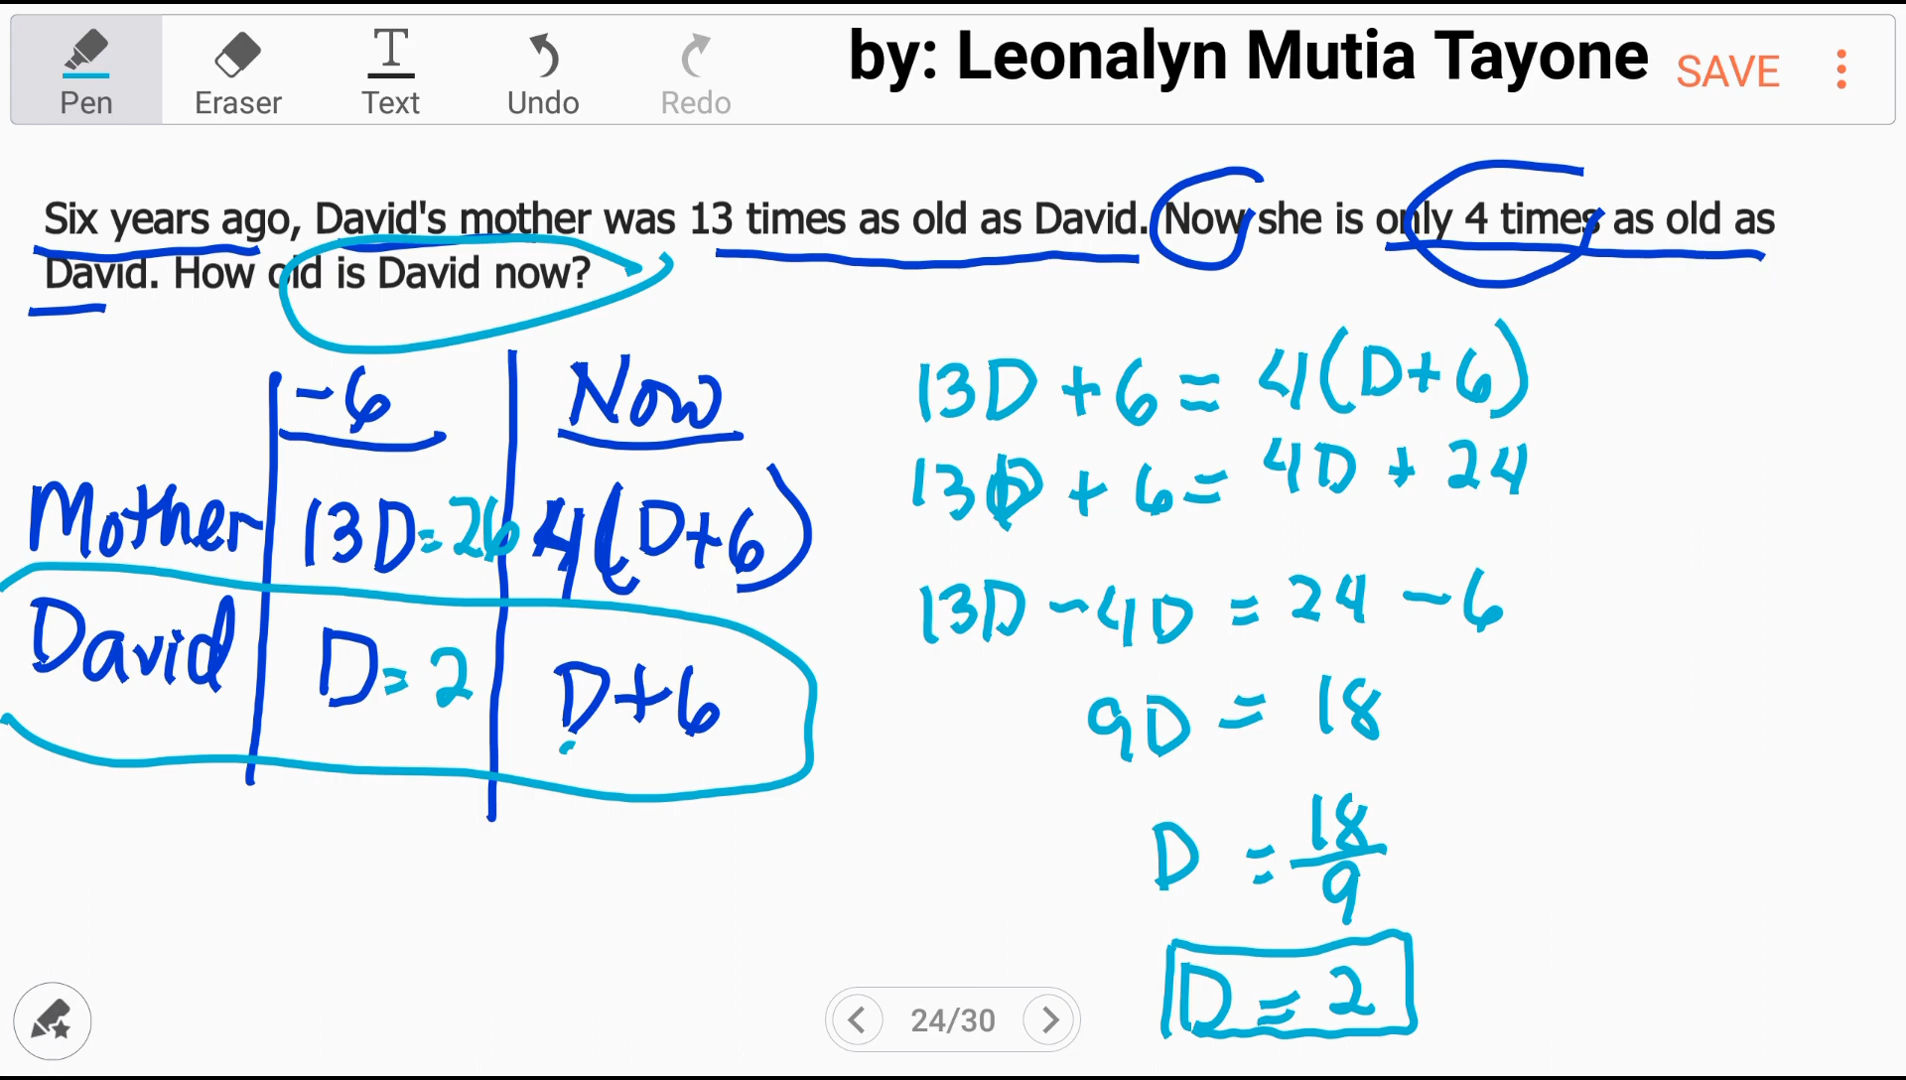 Pen Eraser Text Undo Redo by: Leonalyn Mutia Tayone SAVE
Six years ago, David's mother was 13 times as old as David. Now she is only 4 times as old as
David. How old is David now?
-6 Now
Mother 13D = 26 4(D+6)
David D = 2 D+6
13D + 6 = 4(D+6)
13D + 6 = 4D + 24
13D - 4D = 24 - 6
9D = 18
D = 18/9
D = 2
24/30